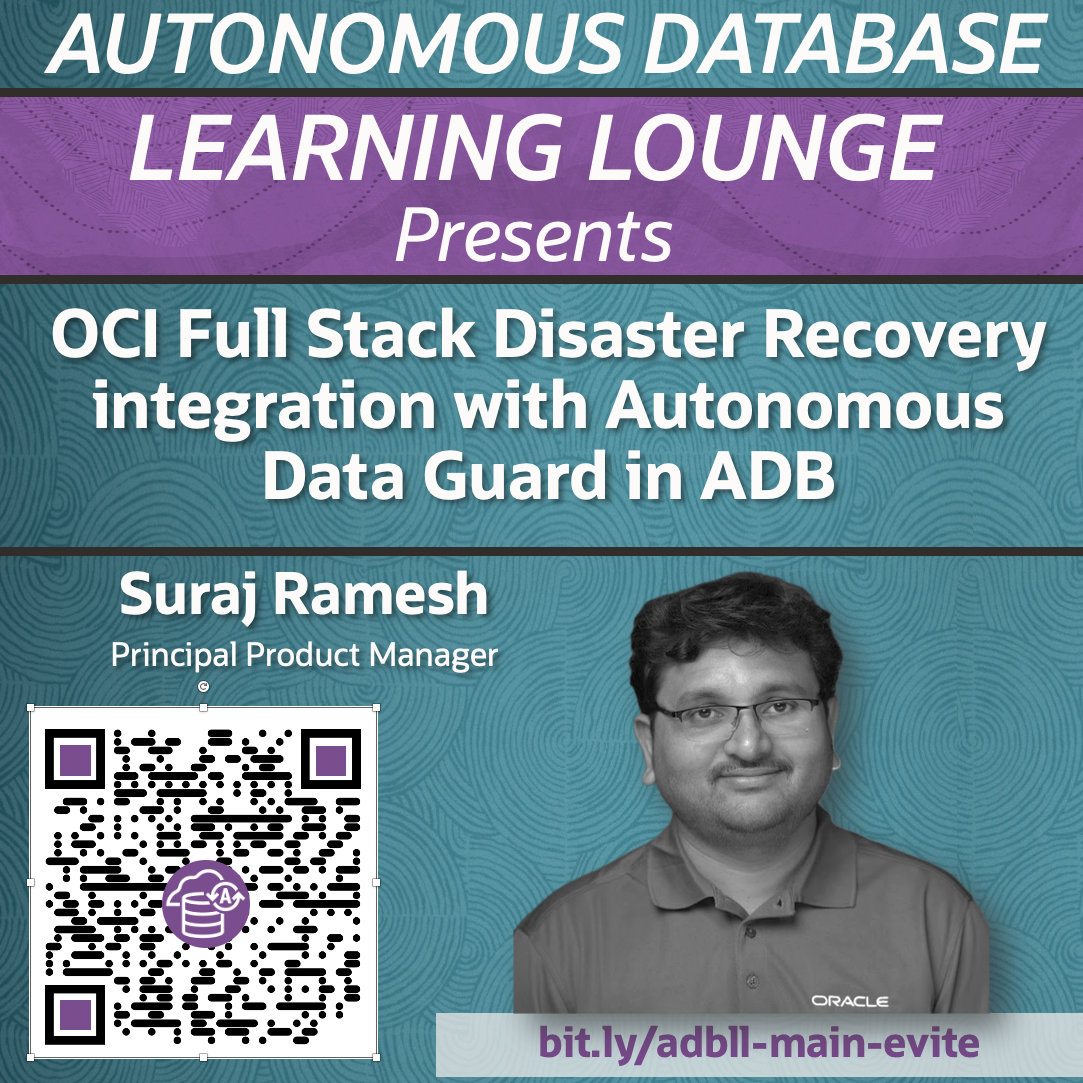 AUTONOMOUS DATABASE
LEARNING LOUNGE
Presents
OCI Full Stack Disaster Recovery
integration with Autonomous
Data Guard in ADB
Suraj Ramesh
Principal Product Manager
A
ORACLE
bit.ly/adbll-main-evite